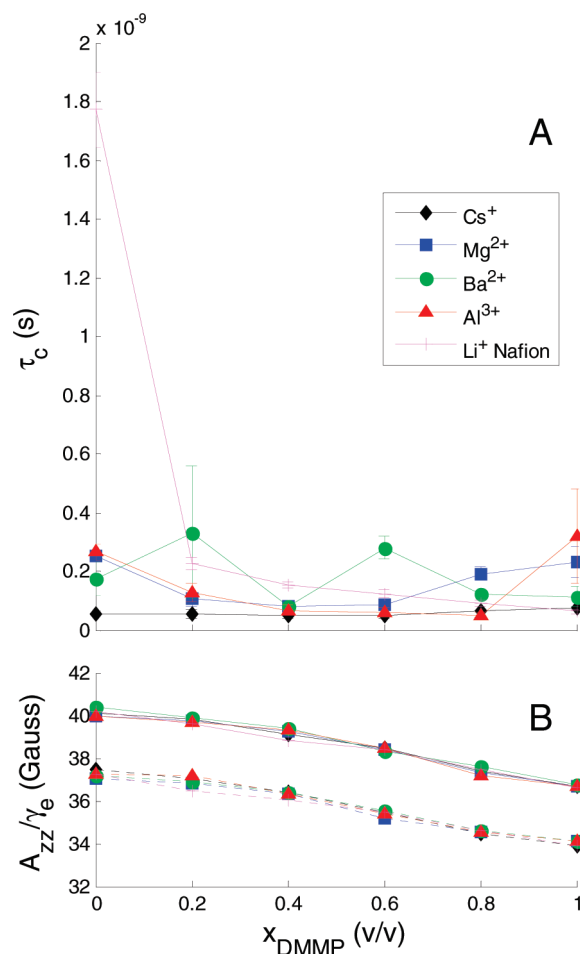 x 10⁻⁹
2
1.8
1.6
1.4
1.2
1
0.8
0.6
0.4
0.2
0
τc (s)
A
Cs⁺
Mg²⁺
Ba²⁺
Al³⁺
Li⁺ Nafion
42
40
38
36
34
32
Azz/γe (Gauss)
B
0 0.2 0.4 0.6 0.8 1
xDMMP (v/v)